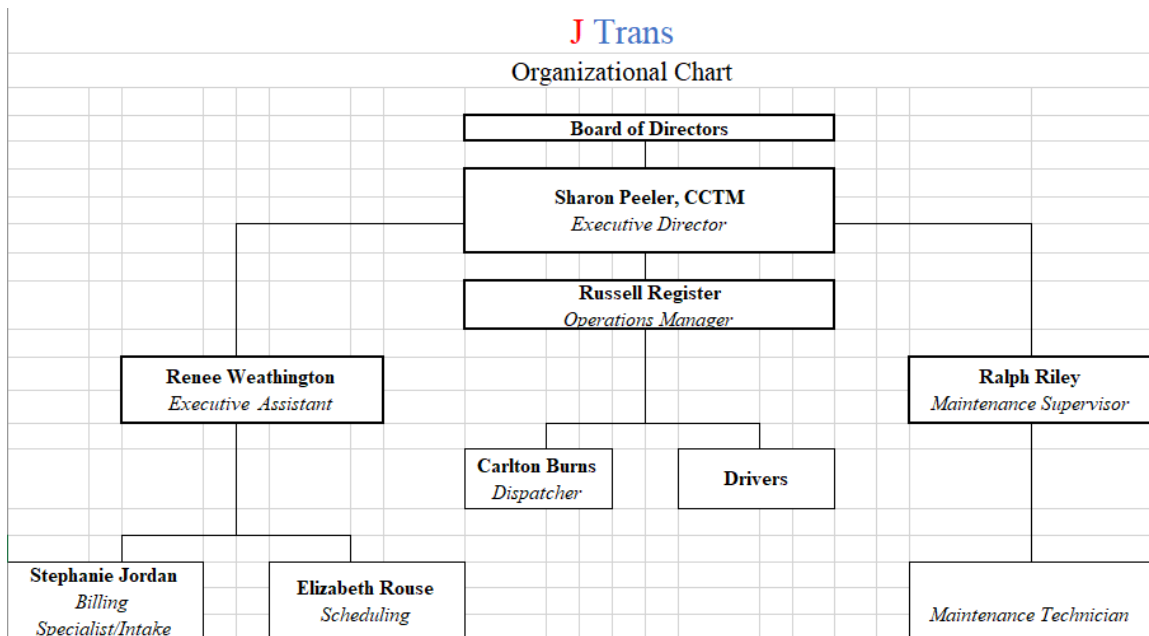 J Trans
Organizational Chart
Board of Directors
Sharon Peeler, CCTM
Executive Director
Russell Register
Operations Manager
Renee Weathington
Executive Assistant
Ralph Riley
Maintenance Supervisor
Carlton Burns
Dispatcher
Drivers
Stephanie Jordan
Billing
Specialist/Intake
Elizabeth Rouse
Scheduling
Maintenance Technician